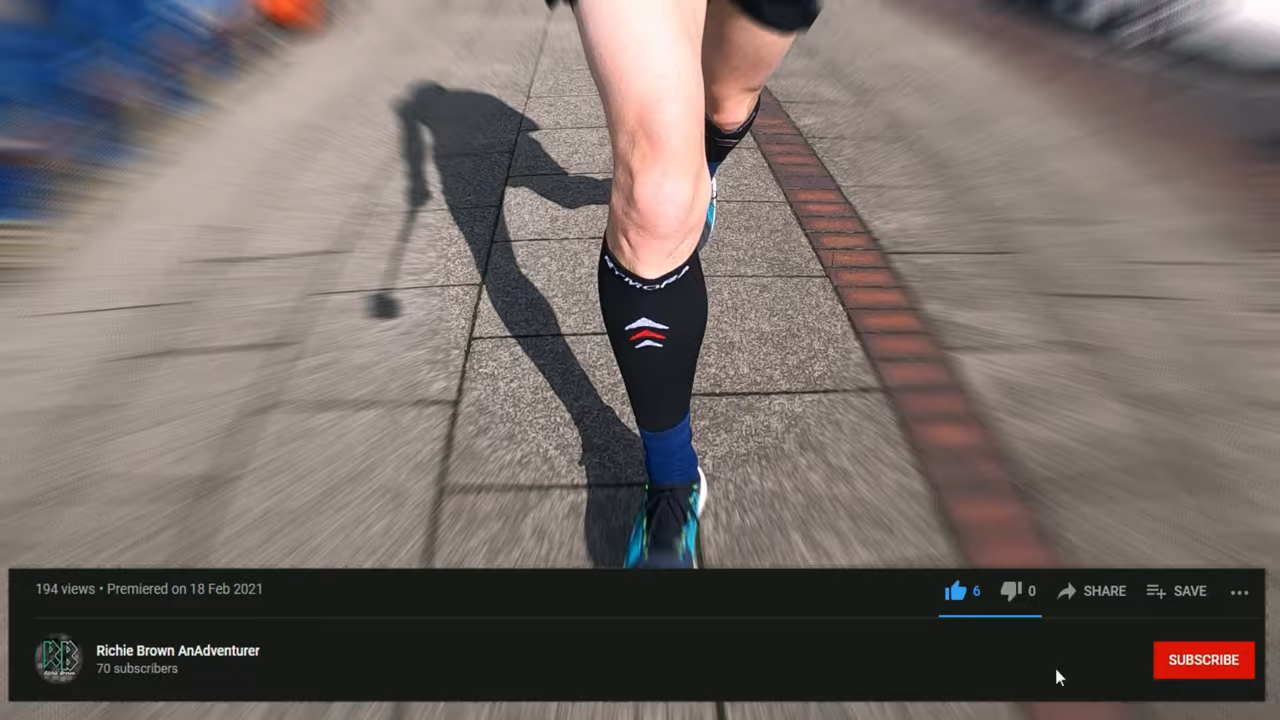 194 views • Premiered on 18 Feb 2021
6
0
SHARE
SAVE
Richie Brown AnAdventurer
70 subscribers
SUBSCRIBE